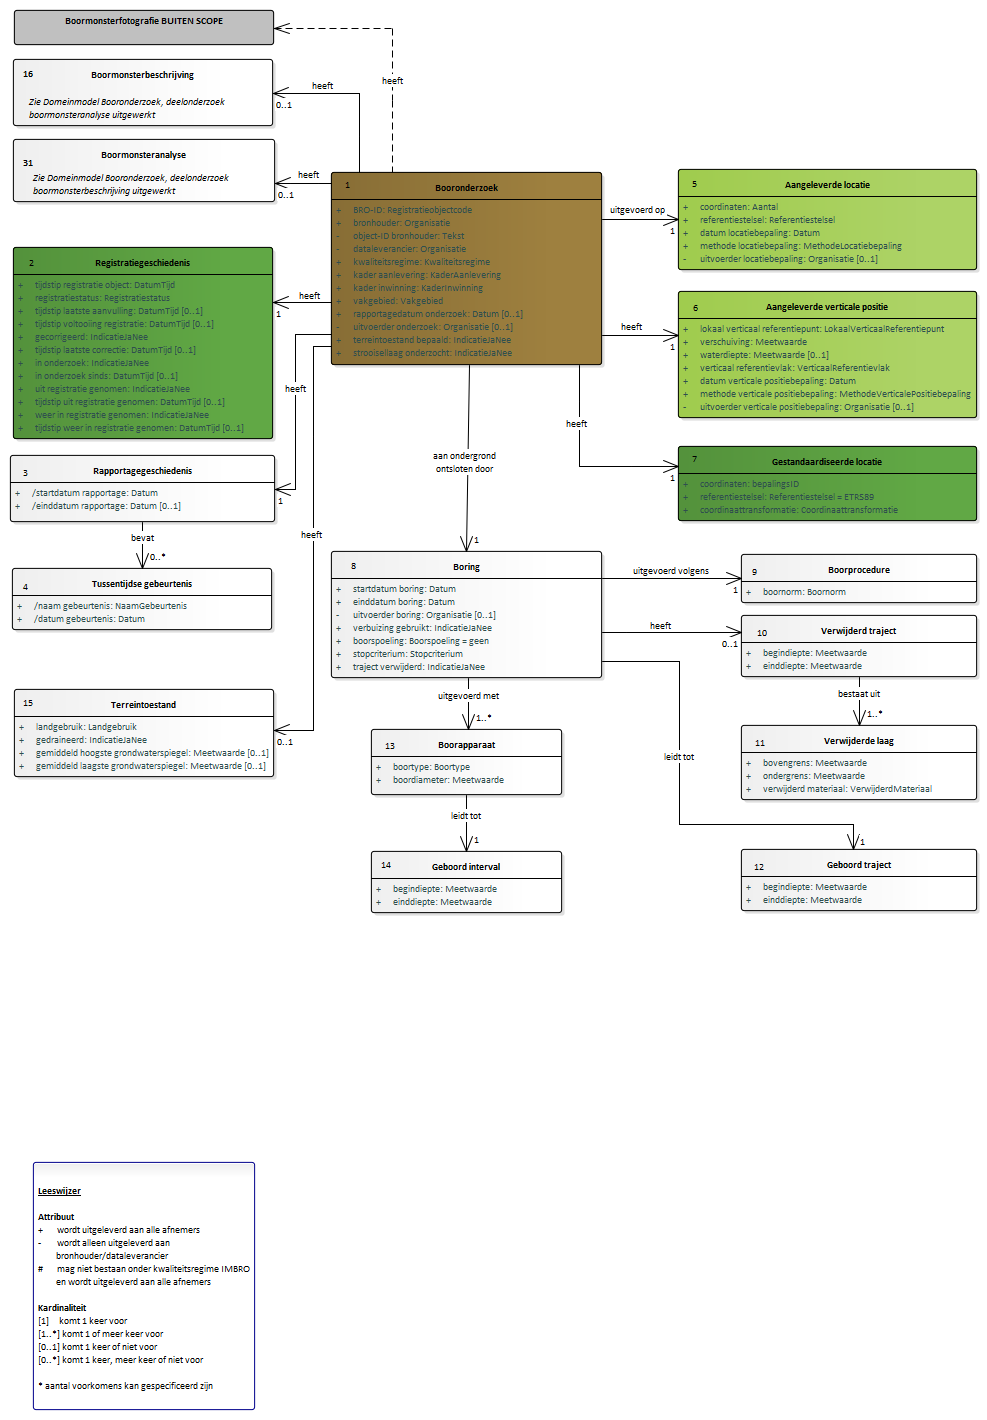 Boormonsterfotografie BUITEN SCOPE
16 Boormonsterbeschrijving
Zie Domeinmodel Booronderzoek, deelonderzoek
boormonsteranalyse uitgewerkt
heeft
0..1
heeft
31 Boormonsteranalyse
Zie Domeinmodel Booronderzoek, deelonderzoek
boormonsterbeschrijving uitgewerkt
heeft
0..1
1 Booronderzoek
+ BRO-ID: Registratieobjectcode
+ bronhouder: Organisatie
- object-ID bronhouder: Tekst
- dataleverancier: Organisatie
+ kwaliteitsregime: Kwaliteitsregime
+ kader aanlevering: KaderAanlevering
+ kader inwinning: KaderInwinning
+ vakgebied: Vakgebied
+ rapportagedatum onderzoek: Datum [0..1]
- uitvoerder onderzoek: Organisatie [0..1]
+ terreintoestand bepaald: IndicatieJaNee
+ strooisellaag onderzocht: IndicatieJaNee
uitgevoerd op
1
5 Aangeleverde locatie
+ coordinaten: Aantal
+ referentiestelsel: Referentiestelsel
+ datum locatiebepaling: Datum
+ methode locatiebepaling: MethodeLocatiebepaling
- uitvoerder locatiebepaling: Organisatie [0..1]
2 Registratiegeschiedenis
+ tijdstip registratie object: DatumTijd
+ registratiestatus: Registratiestatus
+ tijdstip laatste aanvulling: DatumTijd [0..1]
+ tijdstip voltooiing registratie: DatumTijd [0..1]
+ gecorrigeerd: IndicatieJaNee
+ tijdstip laatste correctie: DatumTijd [0..1]
+ in onderzoek: IndicatieJaNee
+ in onderzoek sinds: DatumTijd [0..1]
+ uit registratie genomen: IndicatieJaNee
+ tijdstip uit registratie genomen: DatumTijd [0..1]
+ weer in registratie genomen: IndicatieJaNee
+ tijdstip weer in registratie genomen: DatumTijd [0..1]
heeft
1
heeft
1
6 Aangeleverde verticale positie
+ lokaal verticaal referentiepunt: LokaalVerticaalReferentiepunt
+ verschuiving: Meetwaarde
+ waterdiepte: Meetwaarde [0..1]
+ verticaal referentievlak: VerticaalReferentievlak
+ datum verticale positiebepaling: Datum
+ methode verticale positiebepaling: MethodeVerticalePositiebepaling
- uitvoerder verticale positiebepaling: Organisatie [0..1]
heeft
1
heeft
1
7 Gestandaardiseerde locatie
+ coordinaten: bepalingsID
+ referentiestelsel: Referentiestelsel = ETRS89
+ coordinaattransformatie: Coordinaattransformatie
3 Rapportagegeschiedenis
+ /startdatum rapportage: Datum
+ /einddatum rapportage: Datum [0..1]
bevat
0..*
4 Tussentijdse gebeurtenis
+ /naam gebeurtenis: NaamGebeurtenis
+ /datum gebeurtenis: Datum
heeft
0..1
aan ondergrond
ontsloten door
1
8 Boring
+ startdatum boring: Datum
+ einddatum boring: Datum
- uitvoerder boring: Organisatie [0..1]
+ verbuizing gebruikt: IndicatieJaNee
+ boorspoeling: Boorspoeling = geen
+ stopcriterium: Stopcriterium
+ traject verwijderd: IndicatieJaNee
uitgevoerd volgens
1
9 Boorprocedure
+ boornorm: Boornorm
heeft
0..1
10 Verwijderd traject
+ begindiepte: Meetwaarde
+ einddiepte: Meetwaarde
bestaat uit
1..*
11 Verwijderde laag
+ bovengrens: Meetwaarde
+ ondergrens: Meetwaarde
+ verwijderd materiaal: VerwijderdMateriaal
leidt tot
1
12 Geboord traject
+ begindiepte: Meetwaarde
+ einddiepte: Meetwaarde
15 Terreintoestand
+ landgebruik: Landgebruik
+ gedraineerd: IndicatieJaNee
+ gemiddeld hoogste grondwaterspiegel: Meetwaarde [0..1]
+ gemiddeld laagste grondwaterspiegel: Meetwaarde [0..1]
uitgevoerd met
1..*
13 Boorapparaat
+ boortype: Boortype
+ boordiameter: Meetwaarde
leidt tot
1
14 Geboord interval
+ begindiepte: Meetwaarde
+ einddiepte: Meetwaarde
Leeswijzer
Attribuut
+ wordt uitgeleverd aan alle afnemers
- wordt alleen uitgeleverd aan
bronhouder/dataleverancier
# mag niet bestaan onder kwaliteitsregime IMBRO
en wordt uitgeleverd aan alle afnemers
Kardinaliteit
[1] komt 1 keer voor
[1..*] komt 1 of meer keer voor
[0..1] komt 1 keer of niet voor
[0..*] komt 1 keer, meer keer of niet voor
* aantal voorkomens kan gespecificeerd zijn